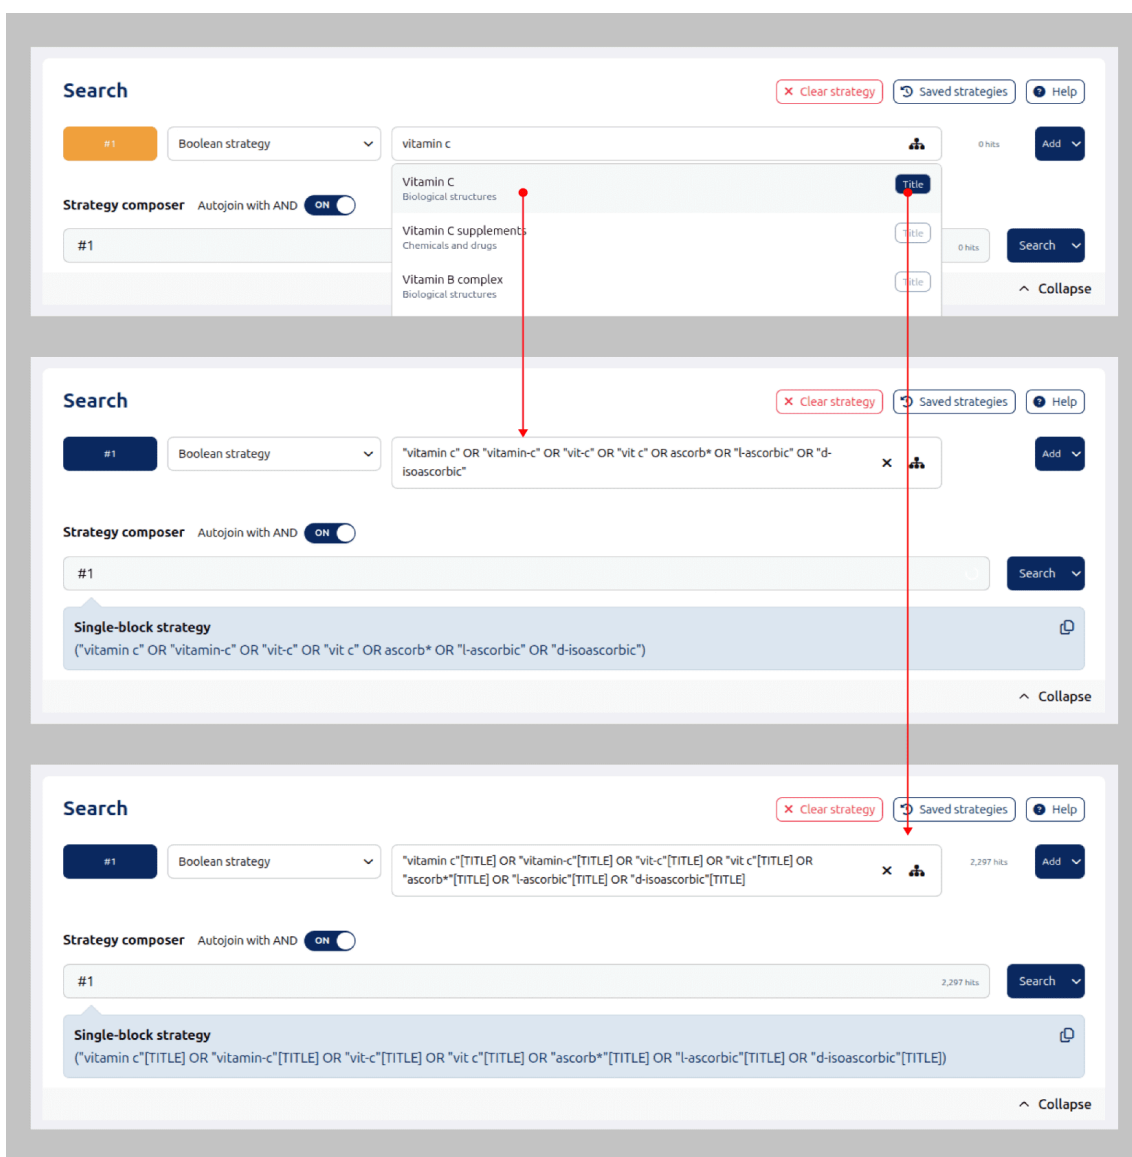 Search
Clear strategy
Saved strategies
Help
#1
Boolean strategy
vitamin c
0 hits
Add
Vitamin C
Biological structures
Title
Strategy composer
Autojoin with AND
ON
Vitamin C supplements
Chemicals and drugs
Title
#1
0 hits
Search
Vitamin B complex
Biological structures
Title
Collapse
Search
Clear strategy
Saved strategies
Help
#1
Boolean strategy
"vitamin c" OR "vitamin-c" OR "vit-c" OR "vit c" OR ascorb* OR "l-ascorbic" OR "d-
isoascorbic"
Add
Strategy composer
Autojoin with AND
ON
#1
Search
Single-block strategy
("vitamin c" OR "vitamin-c" OR "vit-c" OR "vit c" OR ascorb* OR "l-ascorbic" OR "d-isoascorbic")
Collapse
Search
Clear strategy
Saved strategies
Help
#1
Boolean strategy
"vitamin c"[TITLE] OR "vitamin-c"[TITLE] OR "vit-c"[TITLE] OR "vit c"[TITLE] OR
"ascorb*"[TITLE] OR "l-ascorbic"[TITLE] OR "d-isoascorbic"[TITLE]
2,297 hits
Add
Strategy composer
Autojoin with AND
ON
#1
2,297 hits
Search
Single-block strategy
("vitamin c"[TITLE] OR "vitamin-c"[TITLE] OR "vit-c"[TITLE] OR "vit c"[TITLE] OR "ascorb*"[TITLE] OR "l-ascorbic"[TITLE] OR "d-isoascorbic"[TITLE])
Collapse